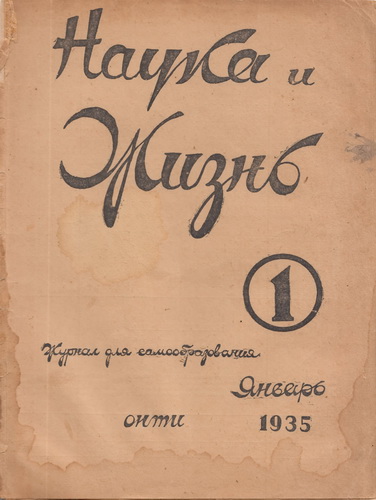 Наука и
Жизнь
1
Журнал для самообразования
Январь
онти 1935